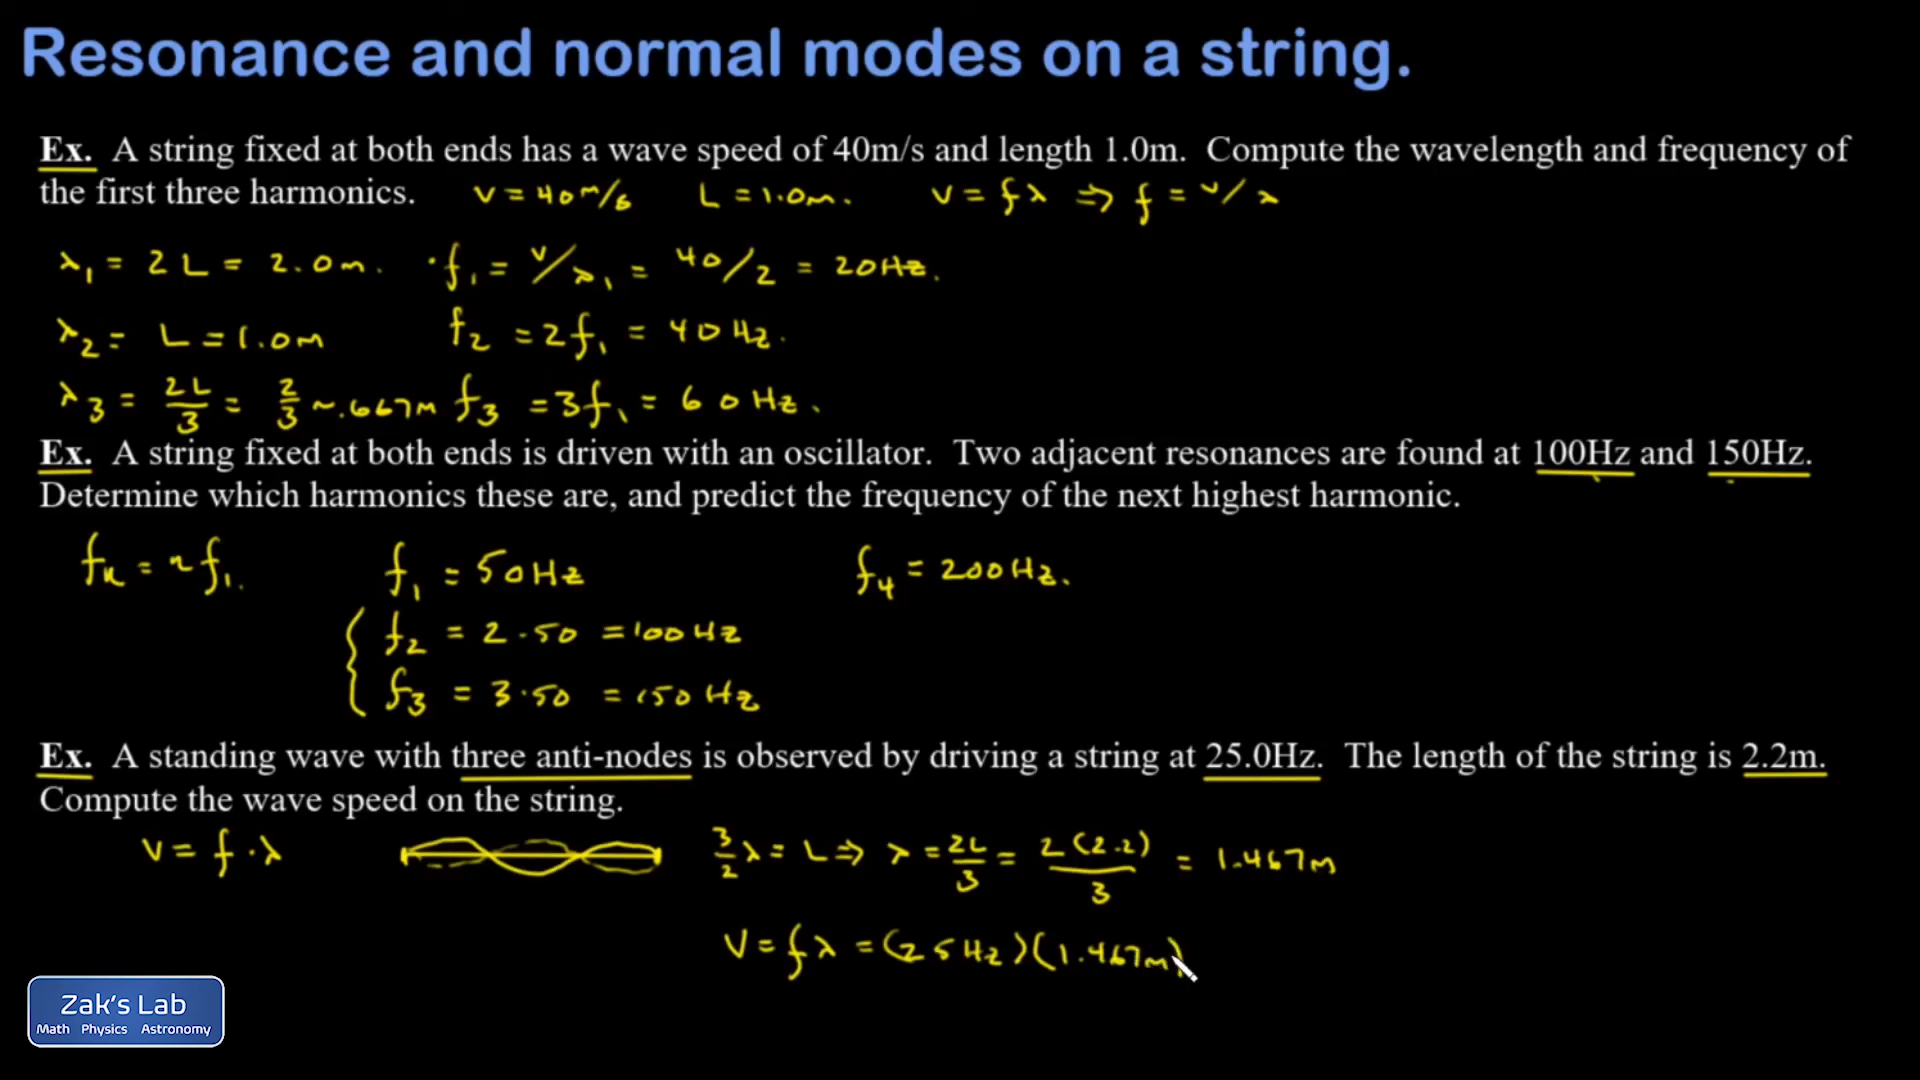 Resonance and normal modes on a string.
Ex. A string fixed at both ends has a wave speed of 40m/s and length 1.0m. Compute the wavelength and frequency of
the first three harmonics. v = 40 m/s L = 1.0m. v = fλ ⇒ f = v/λ
λ₁ = 2L = 2.0m. · f₁ = v/λ₁ = 40/2 = 20Hz.
λ₂ = L = 1.0m f₂ = 2f₁ = 40Hz.
λ₃ = 2L/3 = 2/3 ~ .667m f₃ = 3f₁ = 60Hz.
Ex. A string fixed at both ends is driven with an oscillator. Two adjacent resonances are found at 100Hz and 150Hz.
Determine which harmonics these are, and predict the frequency of the next highest harmonic.
fₙ = nf₁. f₁ = 50Hz f₄ = 200Hz.
f₂ = 2·50 = 100Hz
f₃ = 3·50 = 150Hz
Ex. A standing wave with three anti-nodes is observed by driving a string at 25.0Hz. The length of the string is 2.2m.
Compute the wave speed on the string.
v = f·λ 3/2 λ = L ⇒ λ = 2L/3 = 2(2.2)/3 = 1.467m
v = fλ = (25Hz)(1.467m)
Zak's Lab
Math Physics Astronomy